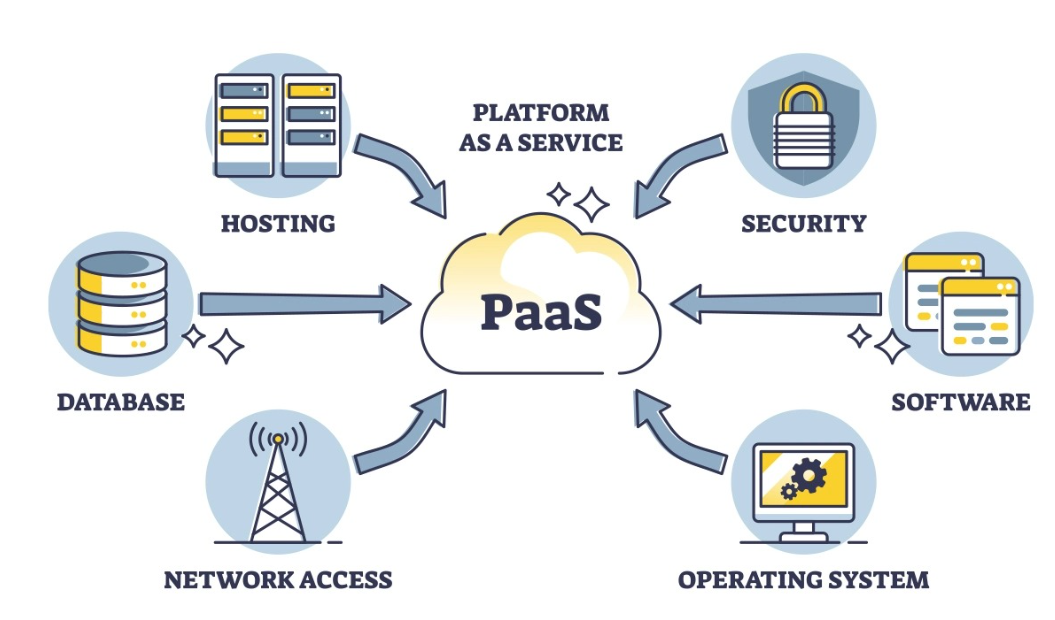 PLATFORM
AS A SERVICE
HOSTING
SECURITY
PaaS
DATABASE
SOFTWARE
NETWORK ACCESS
OPERATING SYSTEM